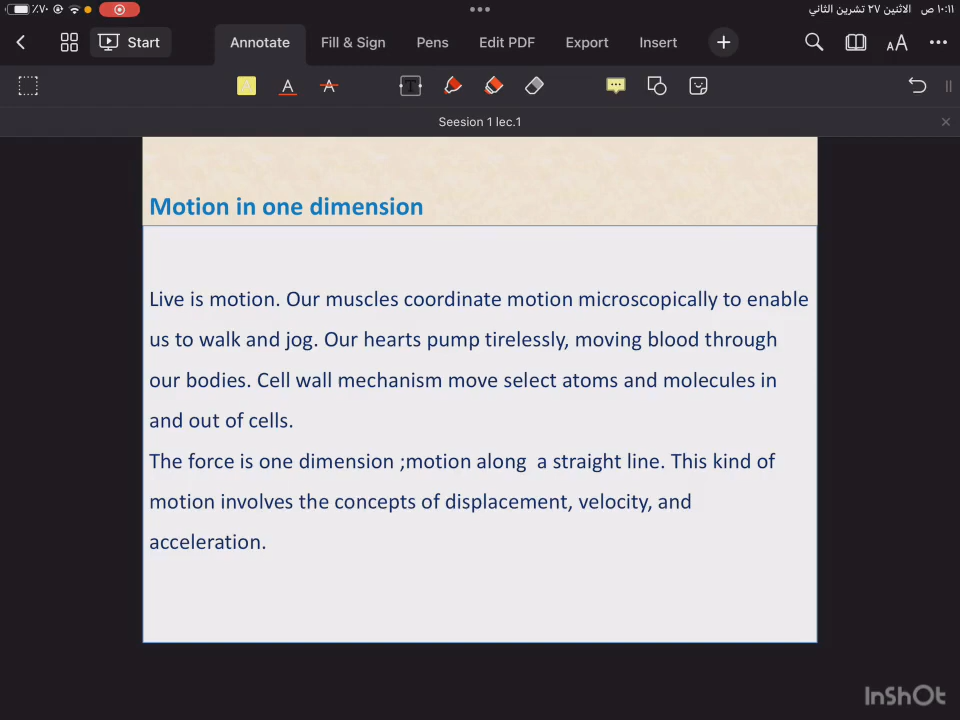 ٪٧٠
١٠:١١ ص الاثنين ٢٧ تشرين الثاني
Start
Annotate
Fill & Sign
Pens
Edit PDF
Export
Insert
AA
A
A
A
T
Seesion 1 lec.1
Motion in one dimension
Live is motion. Our muscles coordinate motion microscopically to enable
us to walk and jog. Our hearts pump tirelessly, moving blood through
our bodies. Cell wall mechanism move select atoms and molecules in
and out of cells.
The force is one dimension ;motion along a straight line. This kind of
motion involves the concepts of displacement, velocity, and
acceleration.
InShOt